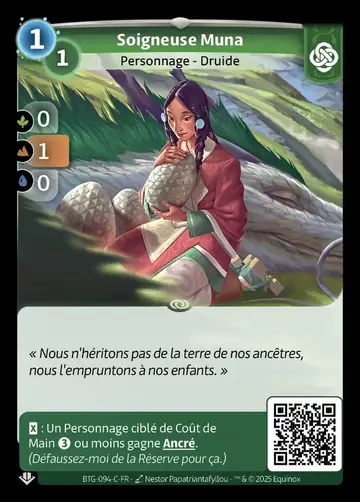 1
Soigneuse Muna
1
Personnage - Druide
0
1
0
« Nous n'héritons pas de la terre de nos ancêtres,
nous l'empruntons à nos enfants. »
X : Un Personnage ciblé de Coût de
Main 3 ou moins gagne Ancré.
(Défaussez-moi de la Réserve pour ça.)
BTG-094-C-FR - Nestor Papatriantafyllou - ™ & © 2025 Equinox